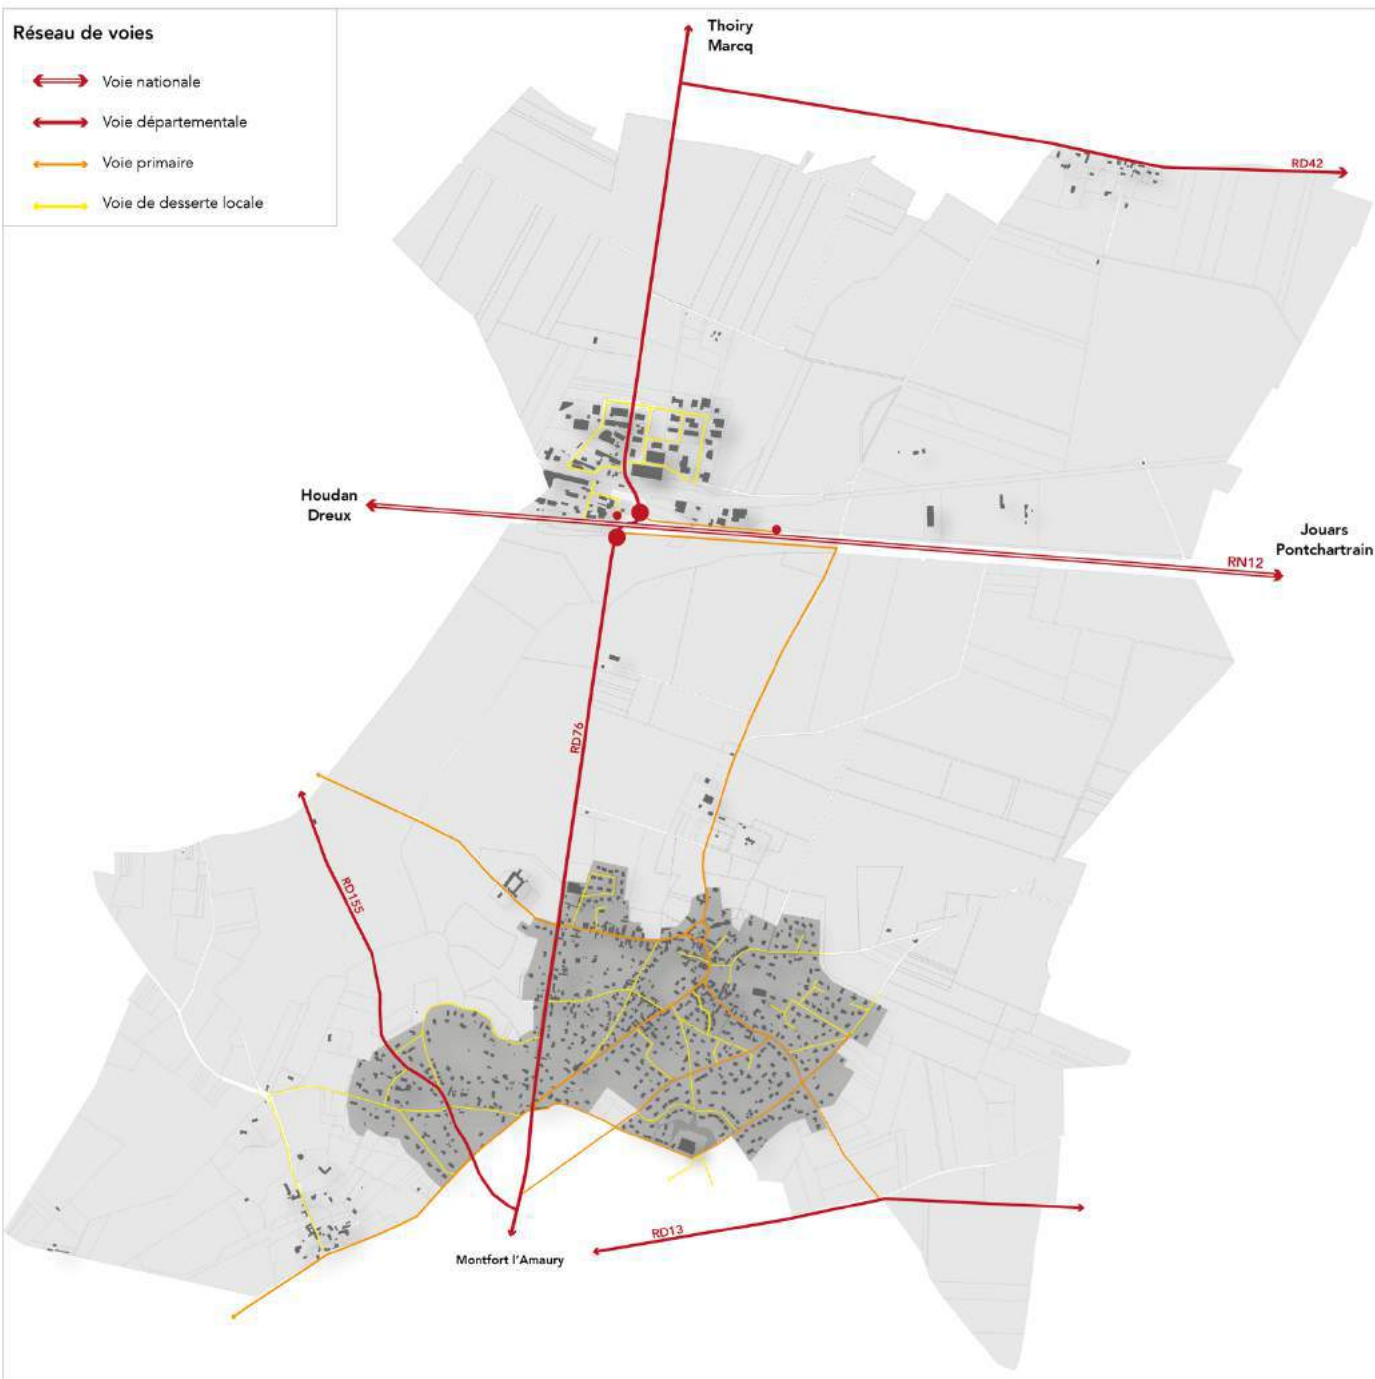 Réseau de voies
Voie nationale
Voie départementale
Voie primaire
Voie de desserte locale
Thoiry
Marcq
RD42
Houdan
Dreux
Jouars
Pontchartrain
RN12
RD76
RD155
RD13
Montfort l'Amaury